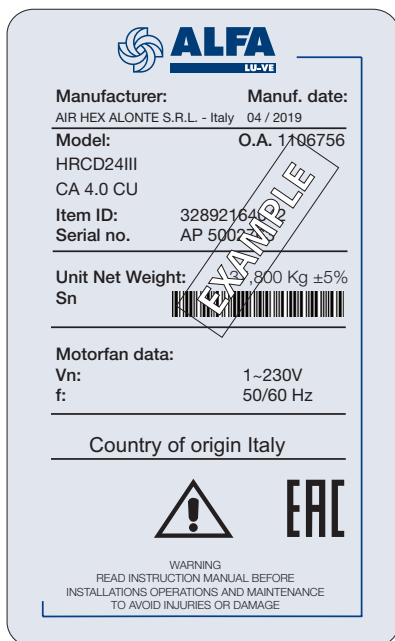 ALFA
LU-VE
Manufacturer: Manuf. date:
AIR HEX ALONTE S.R.L. - Italy 04 / 2019
Model: O.A. 1106756
HRCD24III
CA 4.0 CU
Item ID:
Serial no. AP
EXAMPLE
Unit Net Weight: Kg ±5%
Sn
Motorfan data:
Vn: 1~230V
f: 50/60 Hz
Country of origin Italy
EAC
WARNING
READ INSTRUCTION MANUAL BEFORE
INSTALLATIONS OPERATIONS AND MAINTENANCE
TO AVOID INJURIES OR DAMAGE